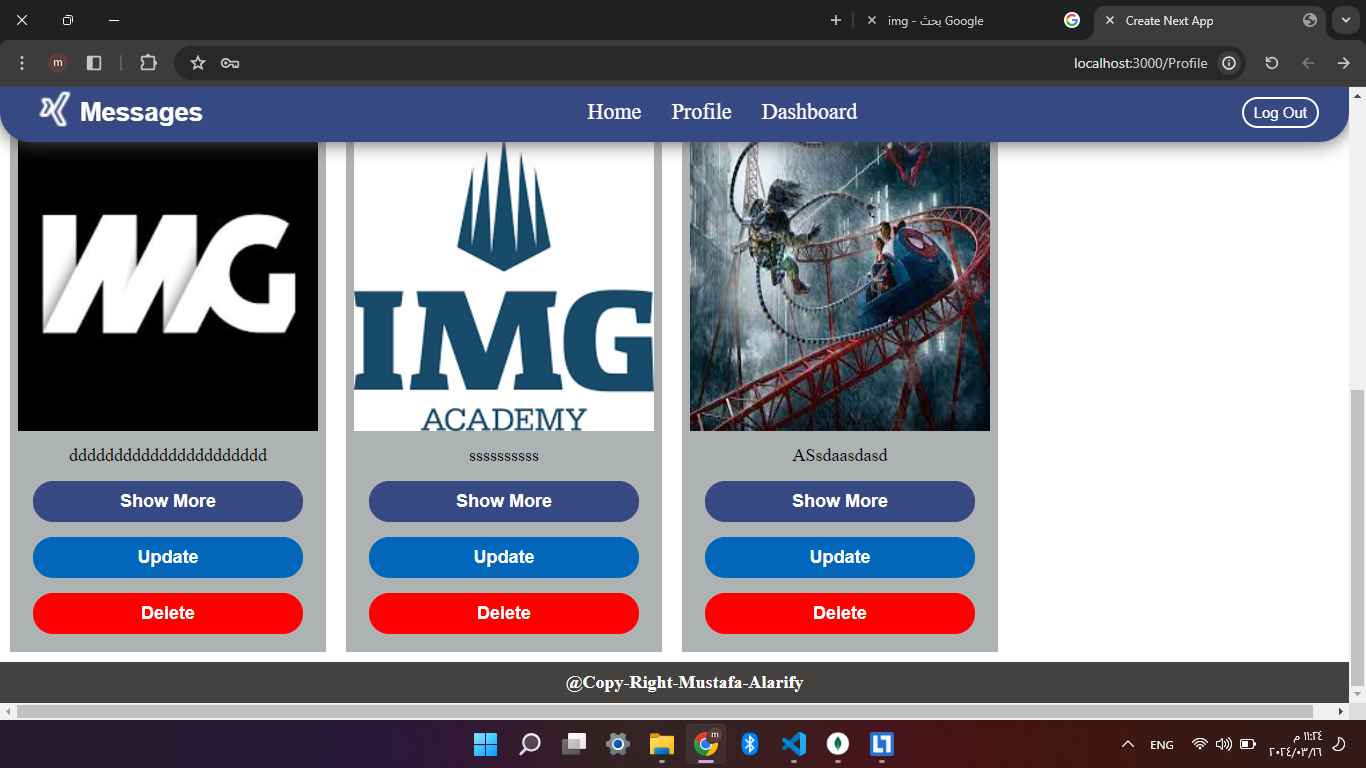 img - بحث Google
Create Next App
m
localhost:3000/Profile
Messages
Home
Profile
Dashboard
Log Out
IMG
IMG
ACADEMY
dddddddddddddddddddddd
ssssssssss
ASsdaasdasd
Show More
Show More
Show More
Update
Update
Update
Delete
Delete
Delete
@Copy-Right-Mustafa-Alarify
m
ENG
١١:٢٤ م
٢٠٢٤/٠٣/١٦